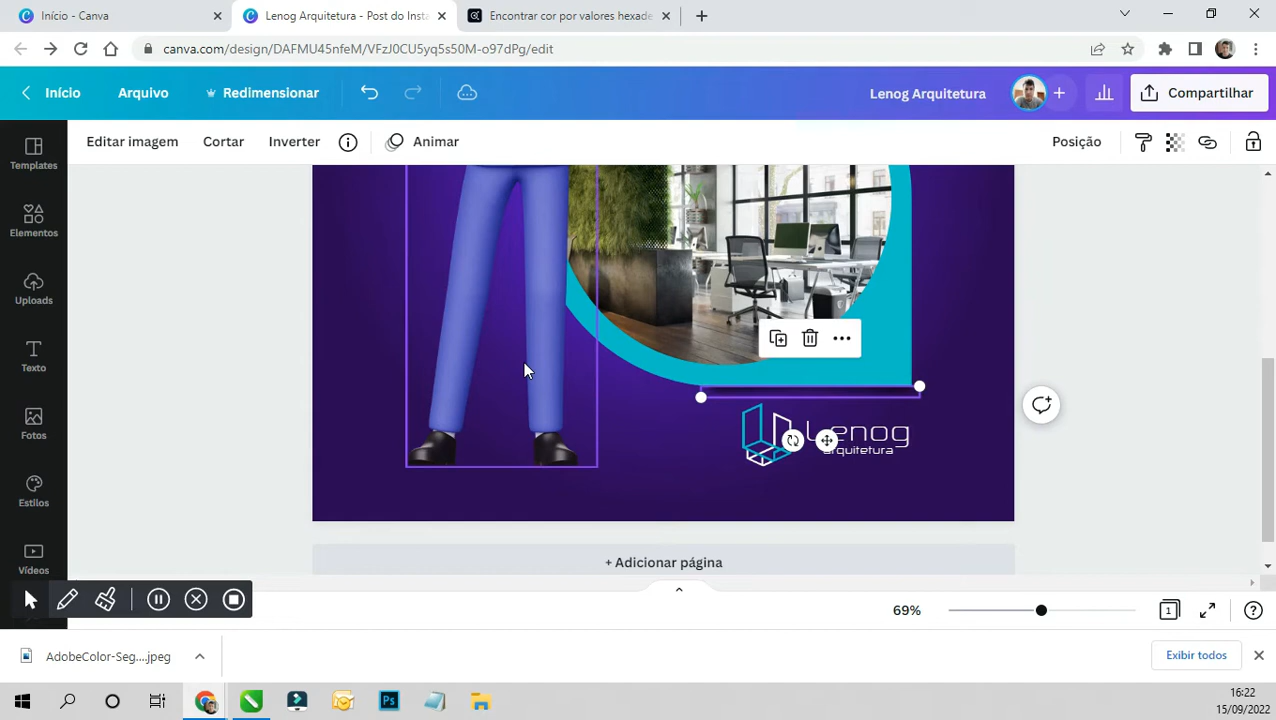 Início - Canva
Lenog Arquitetura - Post do Insta
Encontrar cor por valores hexade
canva.com/design/DAFMU45nfeM/VFzJ0CU5yq5s50M-o97dPg/edit
Início
Arquivo
Redimensionar
Lenog Arquitetura
Compartilhar
Editar imagem
Cortar
Inverter
Animar
Posição
Templates
Elementos
Uploads
Texto
Fotos
Estilos
Vídeos
Lenog
arquitetura
+ Adicionar página
69%
1
AdobeColor-Seg....jpeg
Exibir todos
Ps
16:22
15/09/2022